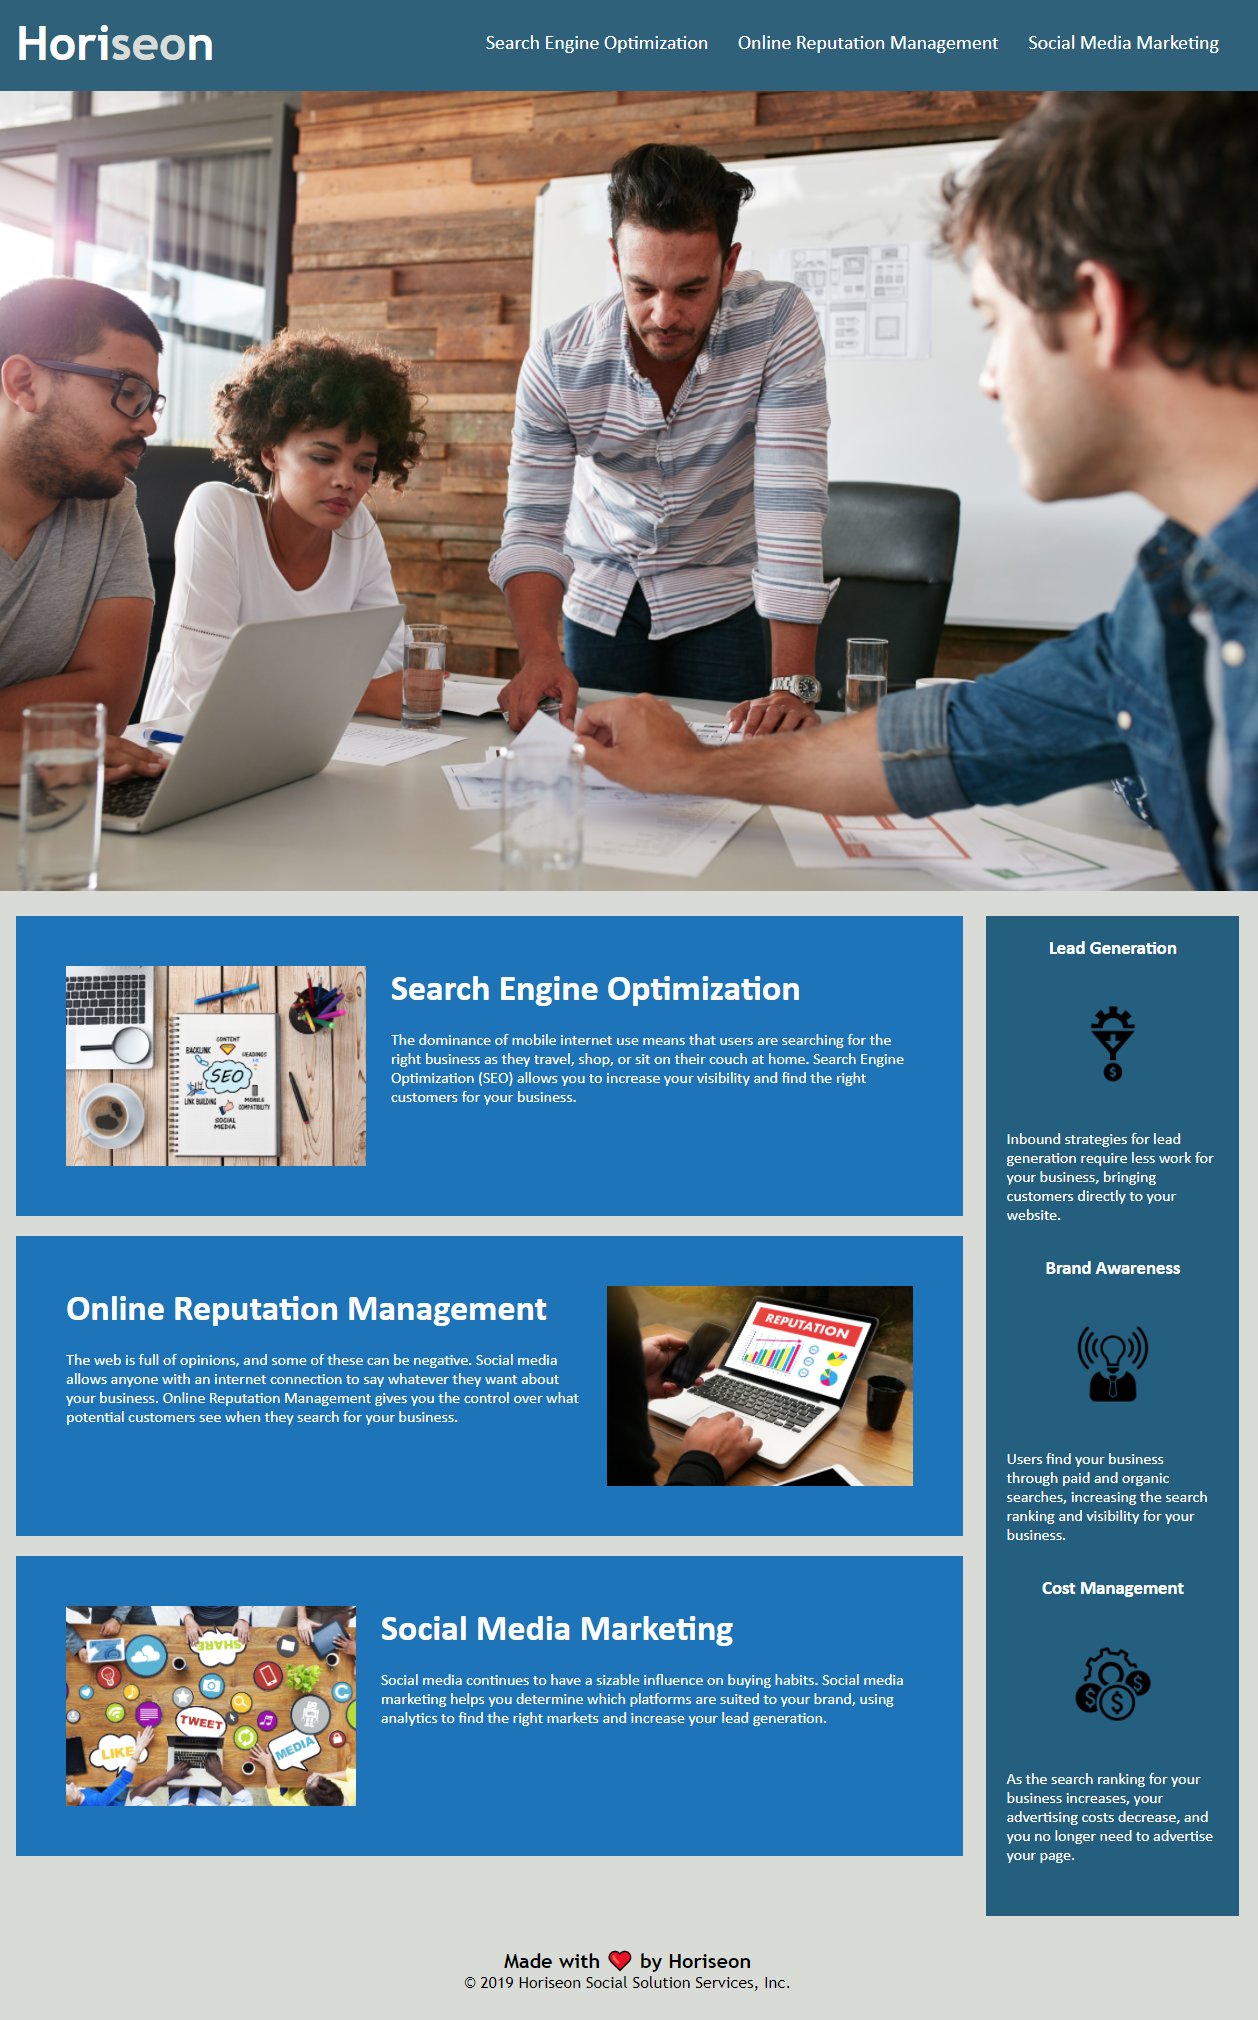 Horiseon
Search Engine Optimization
Online Reputation Management
Social Media Marketing
CONTENT
BACKLINK
HEADINGS
SEO
LINK BUILDING
MOBILE
COMPATIBILITY
SOCIAL
MEDIA
Search Engine Optimization
The dominance of mobile internet use means that users are searching for the
right business as they travel, shop, or sit on their couch at home. Search Engine
Optimization (SEO) allows you to increase your visibility and find the right
customers for your business.
Online Reputation Management
The web is full of opinions, and some of these can be negative. Social media
allows anyone with an internet connection to say whatever they want about
your business. Online Reputation Management gives you the control over what
potential customers see when they search for your business.
REPUTATION
SHARE
TWEET
LIKE
MEDIA
Social Media Marketing
Social media continues to have a sizable influence on buying habits. Social media
marketing helps you determine which platforms are suited to your brand, using
analytics to find the right markets and increase your lead generation.
Lead Generation
$
Inbound strategies for lead
generation require less work for
your business, bringing
customers directly to your
website.
Brand Awareness
Users find your business
through paid and organic
searches, increasing the search
ranking and visibility for your
business.
Cost Management
$ $ $
As the search ranking for your
business increases, your
advertising costs decrease, and
you no longer need to advertise
your page.
Made with ❤️ by Horiseon
© 2019 Horiseon Social Solution Services, Inc.